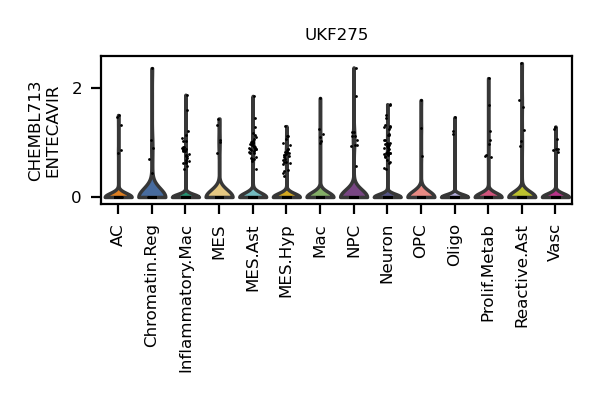 UKF275
CHEMBL713
ENTECAVIR
2
0
AC
Chromatin.Reg
Inflammatory.Mac
MES
MES.Ast
MES.Hyp
Mac
NPC
Neuron
OPC
Oligo
Prolif.Metab
Reactive.Ast
Vasc